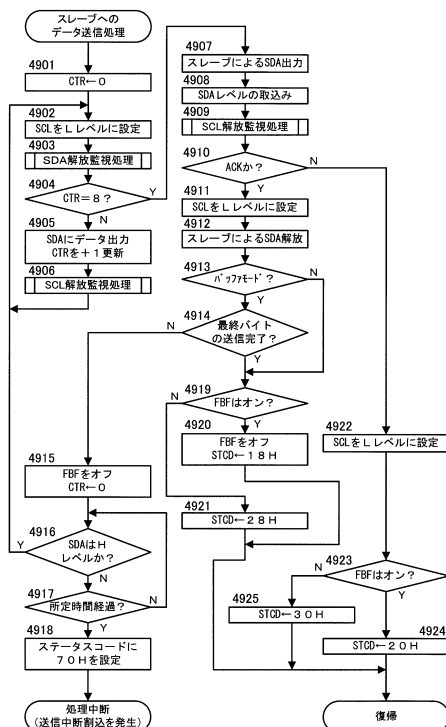 スレーブへの
データ送信処理
4901
CTR←0
4902
SCLをLレベルに設定
4903
SDA解放監視処理
4904
CTR=8?
Y
N
4905
SDAにデータ出力
CTRを+1更新
4906
SCL解放監視処理
4907
スレーブによるSDA出力
4908
SDAレベルの取込み
4909
SCL解放監視処理
4910
ACKか?
N
Y
4911
SCLをLレベルに設定
4912
スレーブによるSDA解放
4913
バッファモード?
N
Y
4914
最終バイト
の送信完了?
N
Y
4915
FBFをオフ
CTR←0
4916
SDAはH
レベルか?
Y
N
4917
所定時間経過?
N
Y
4918
ステータスコードに
70Hを設定
処理中断
(送信中断割込を発生)
4919
FBFはオン?
N
Y
4920
FBFをオフ
STCD←18H
4921
STCD←28H
4922
SCLをLレベルに設定
4923
FBFはオン?
N
Y
4925
STCD←30H
4924
STCD←20H
復帰